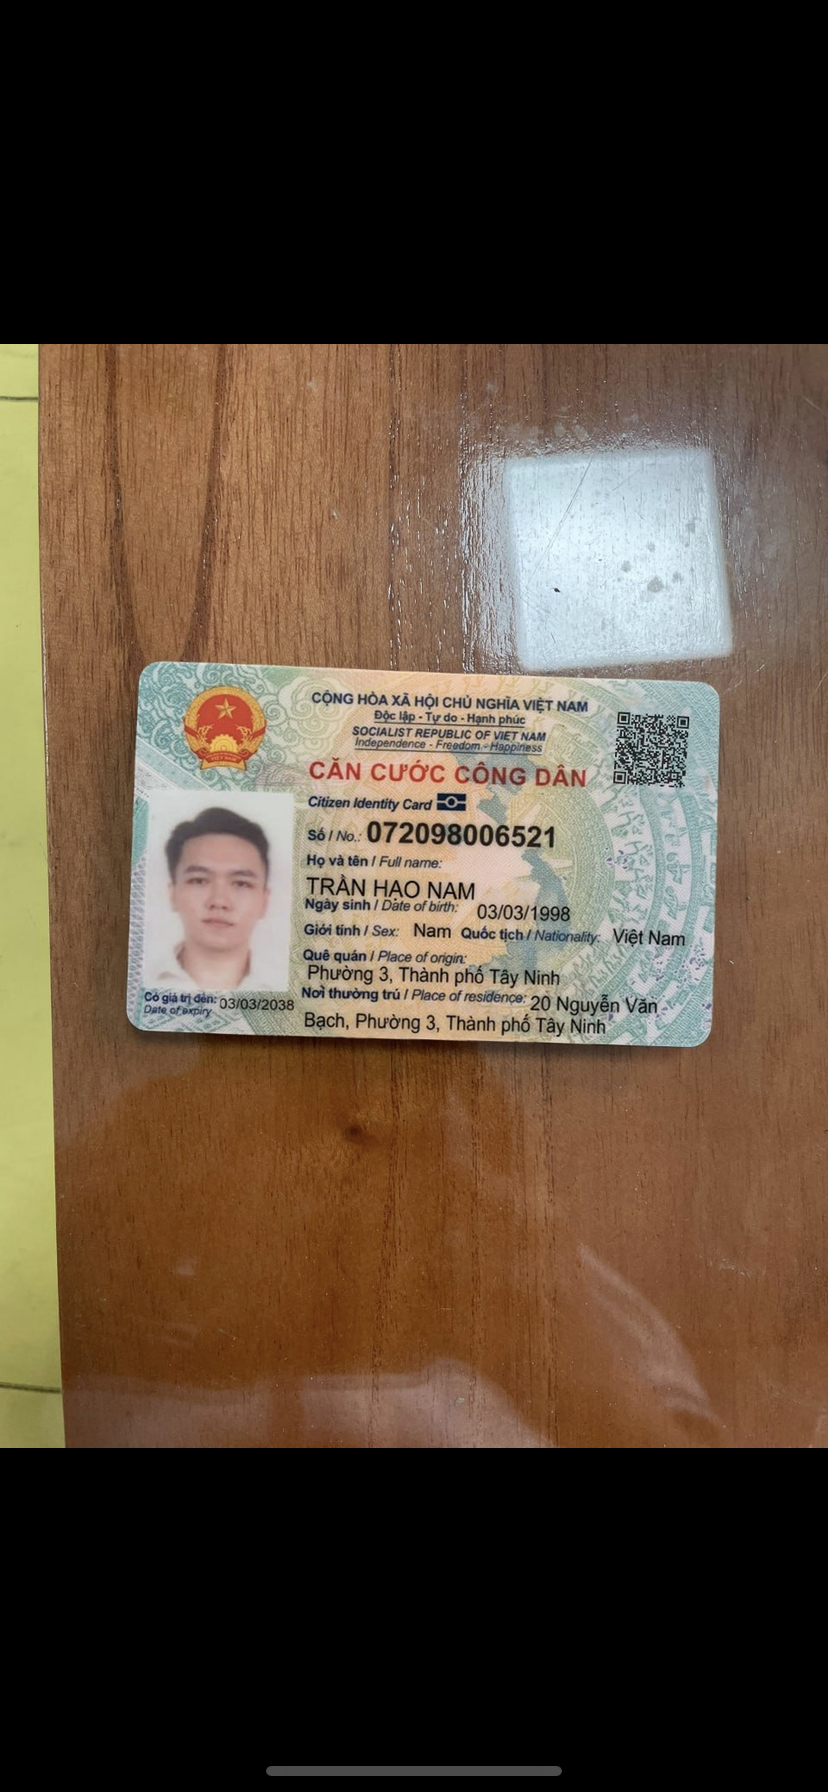 CỘNG HÒA XÃ HỘI CHỦ NGHĨA VIỆT NAM
Độc lập - Tự do - Hạnh phúc
SOCIALIST REPUBLIC OF VIET NAM
Independence - Freedom - Happiness
CĂN CƯỚC CÔNG DÂN
Citizen Identity Card
Số / No.: 072098006521
Họ và tên / Full name:
TRẦN HẠO NAM
Ngày sinh / Date of birth: 03/03/1998
Giới tính / Sex: Nam Quốc tịch / Nationality: Việt Nam
Quê quán / Place of origin:
Phường 3, Thành phố Tây Ninh
Nơi thường trú / Place of residence: 20 Nguyễn Văn
Bạch, Phường 3, Thành phố Tây Ninh
Có giá trị đến: 03/03/2038
Date of expiry
VIỆT NAM